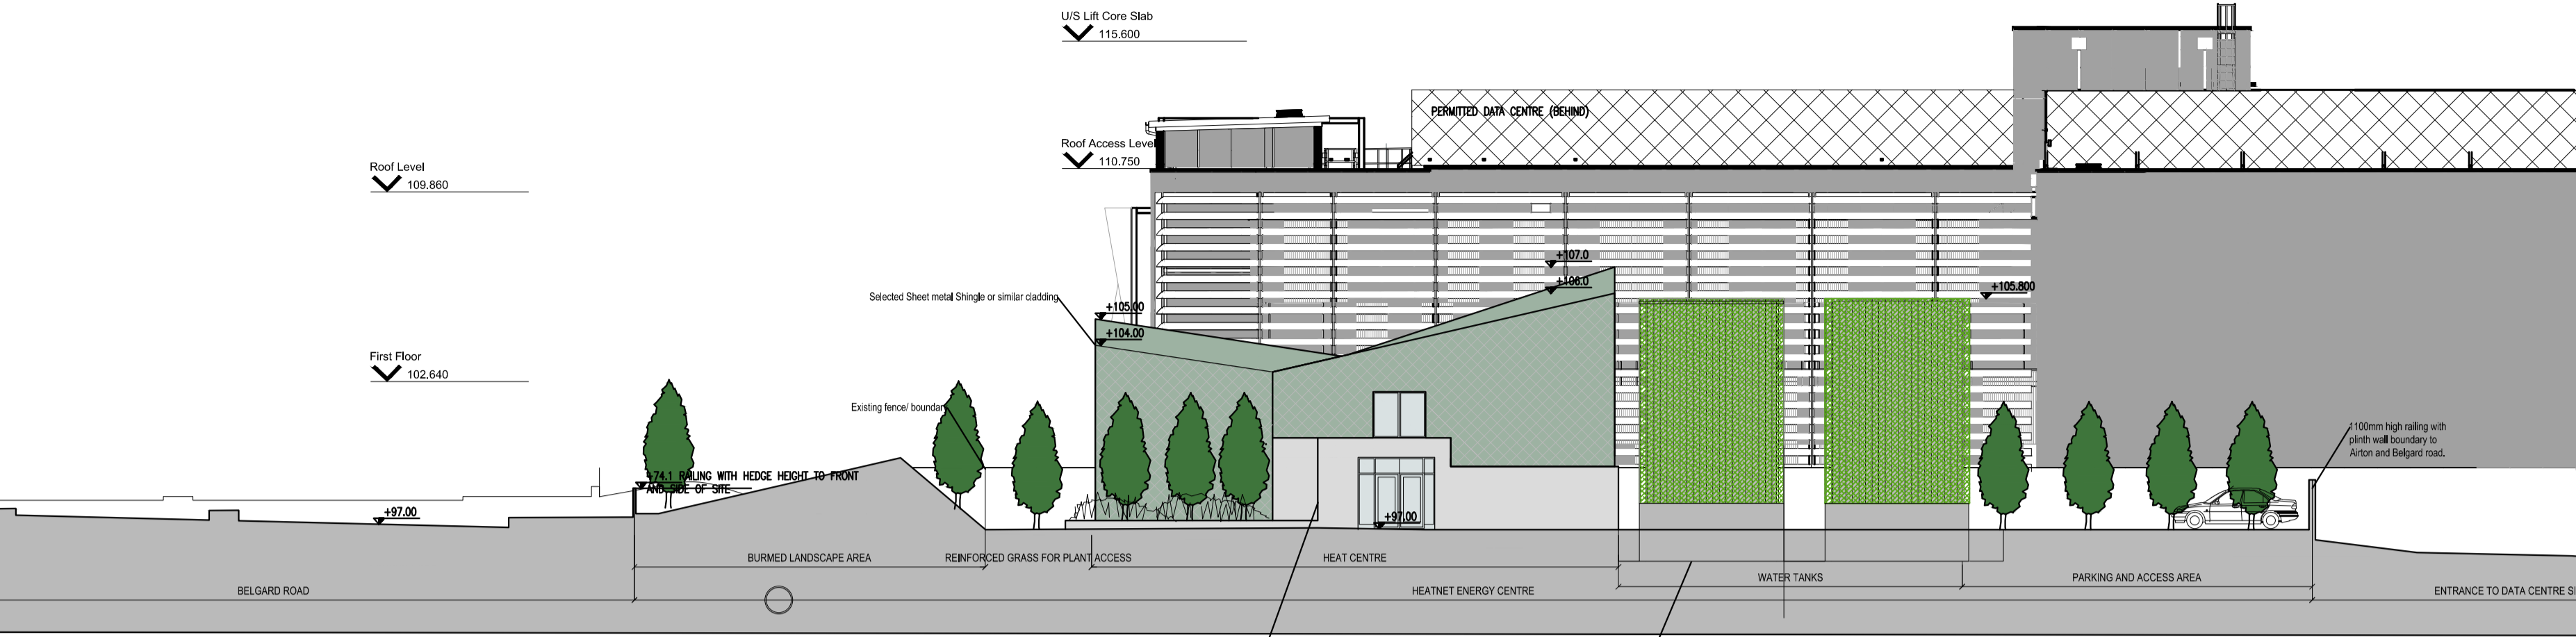 U/S Lift Core Slab
115.600
PERMITTED DATA CENTRE (BEHIND)
Roof Access Level
110.750
Roof Level
109.860
+107.0
+106.0
+105.800
Selected Sheet metal Shingle or similar cladding
+105.00
+104.00
First Floor
102.640
Existing fence/ boundary
1100mm high railing with
plinth wall boundary to
Airton and Belgard road.
+74.1 RAILING WITH HEDGE HEIGHT TO FRONT
AND SIDE OF SITE
+97.00
+97.00
BURMED LANDSCAPE AREA
REINFORCED GRASS FOR PLANT ACCESS
HEAT CENTRE
WATER TANKS
PARKING AND ACCESS AREA
BELGARD ROAD
HEATNET ENERGY CENTRE
ENTRANCE TO DATA CENTRE SI